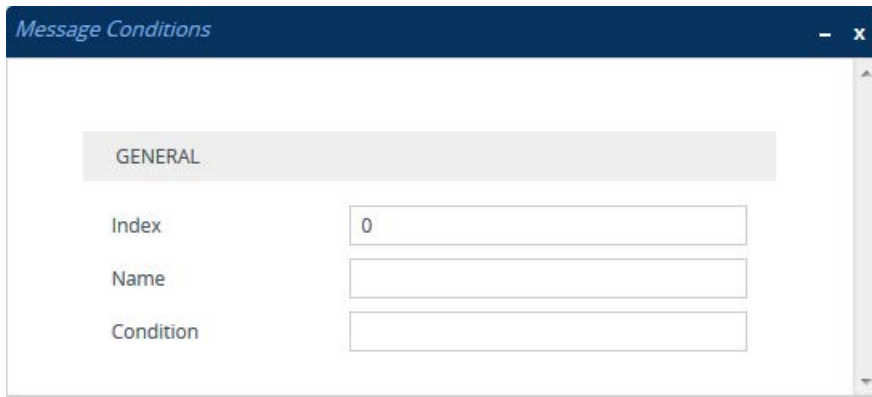 Message Conditions
– x
GENERAL
Index 0
Name
Condition